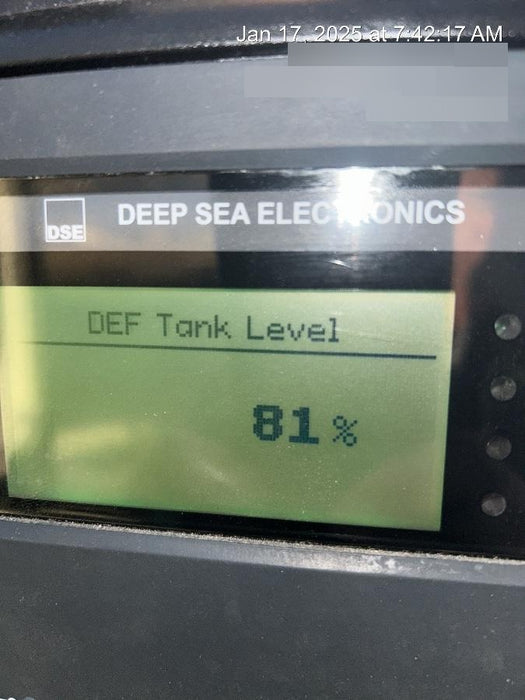 Jan 17, 2025 at 7:42:17 AM
DSE
DEEP SEA ELECTRONICS
DEF Tank Level
81%